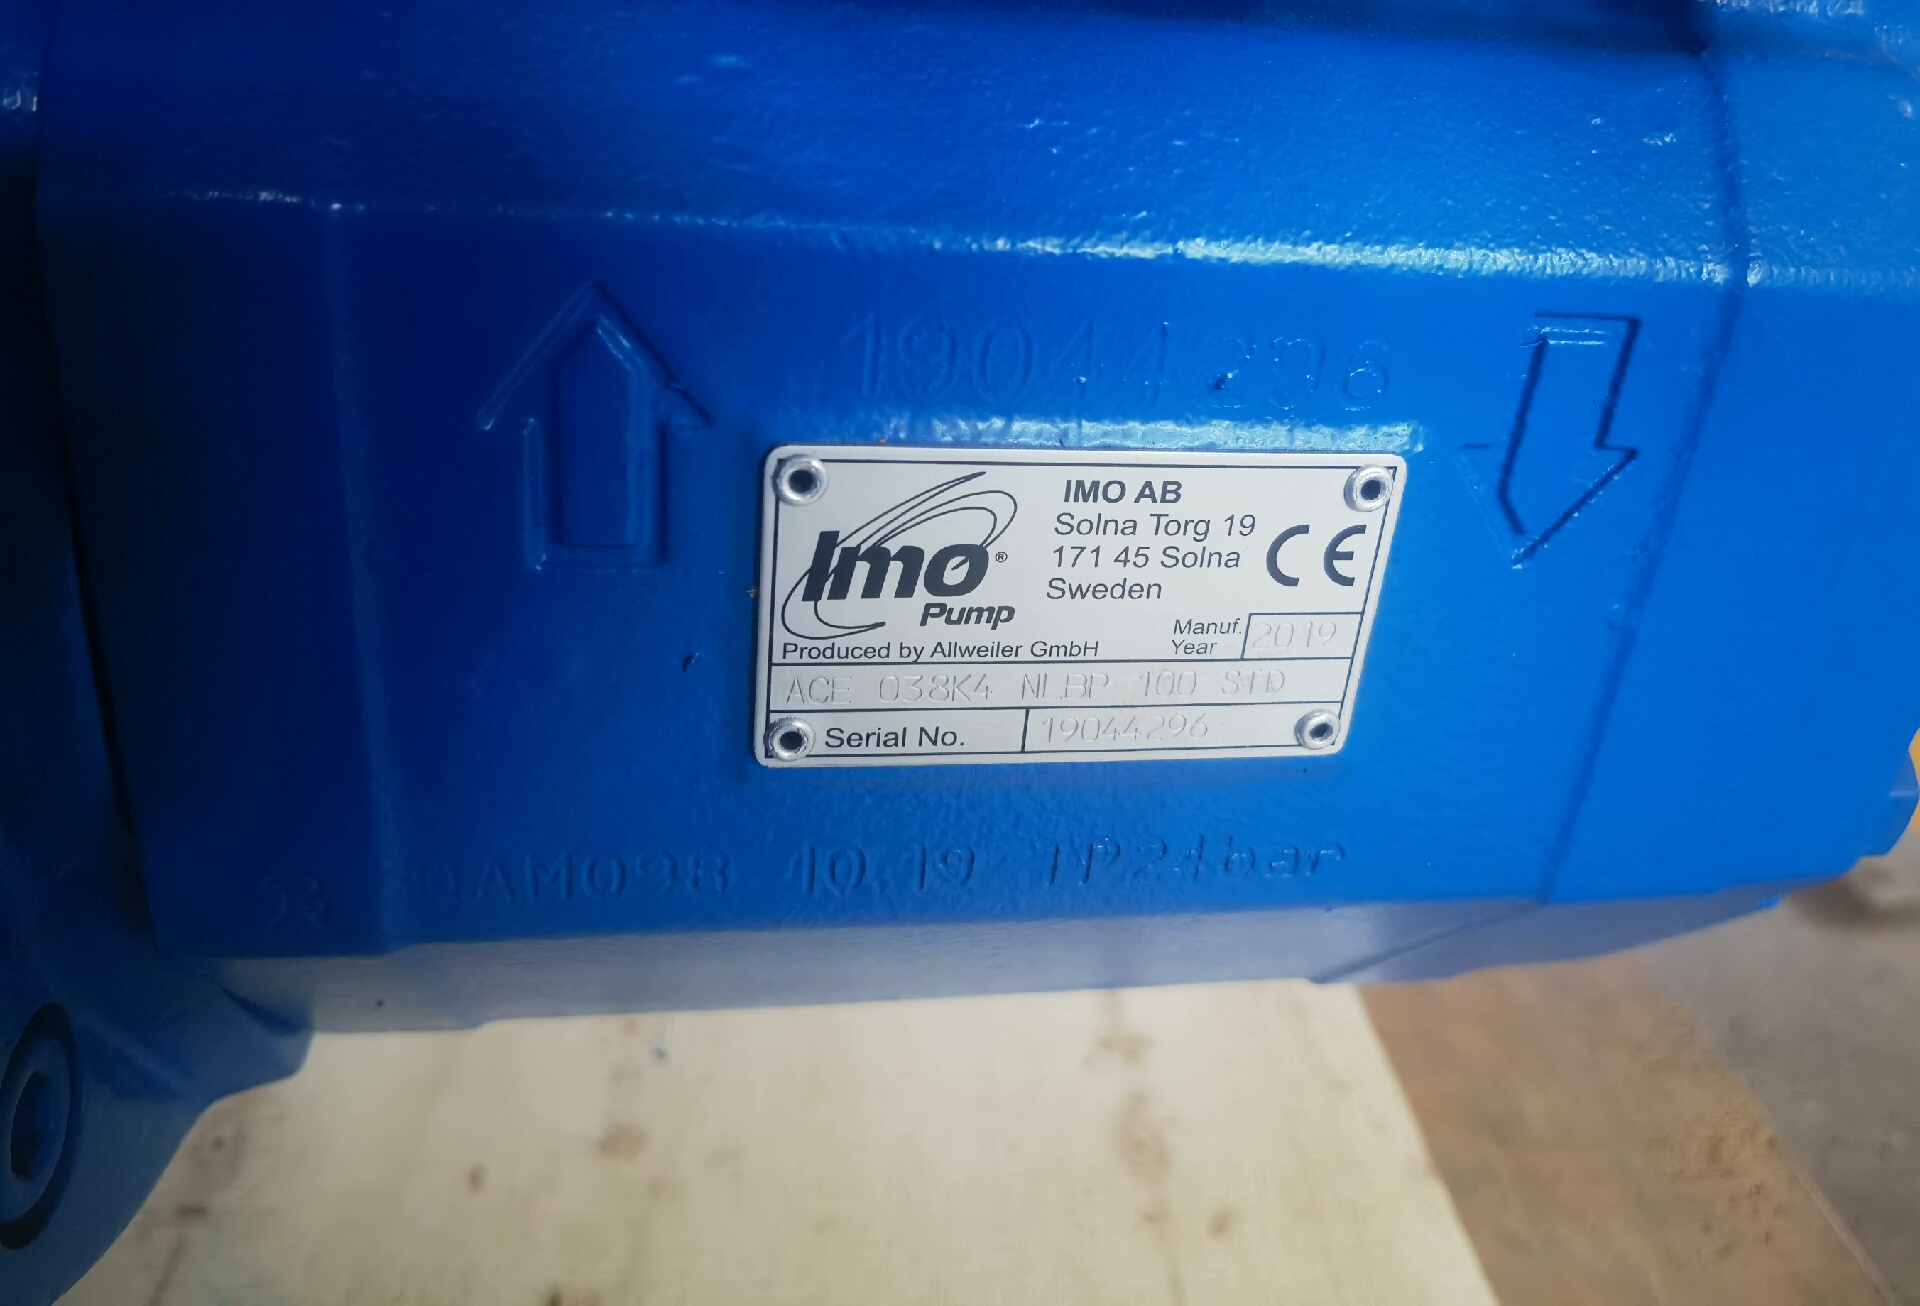 19044296
IMO AB
Solna Torg 19
171 45 Solna
Sweden
CE
Imo®
Pump
Produced by Allweiler GmbH
Manuf. Year 2019
ACE 038K4 NLBP 100 STD
Serial No. 19044296
10.19 TP24bar